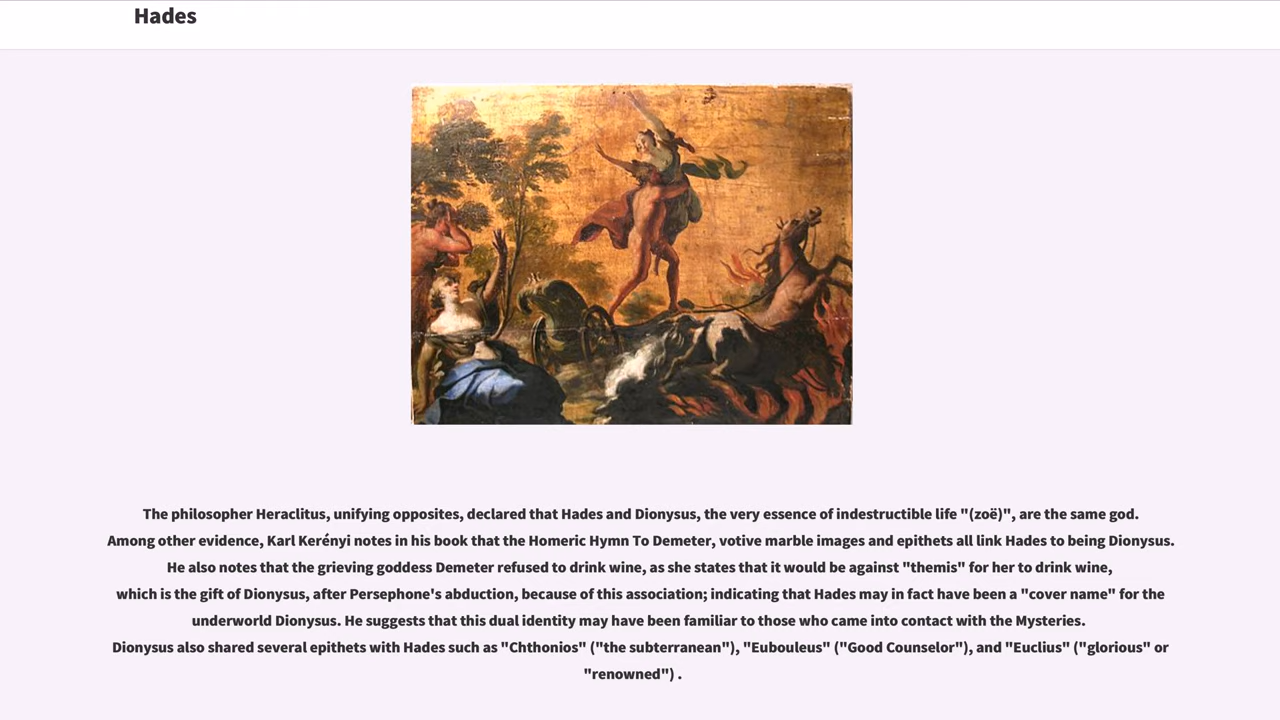 Hades
The philosopher Heraclitus, unifying opposites, declared that Hades and Dionysus, the very essence of indestructible life "(zoë)", are the same god.
Among other evidence, Karl Kerényi notes in his book that the Homeric Hymn To Demeter, votive marble images and epithets all link Hades to being Dionysus.
He also notes that the grieving goddess Demeter refused to drink wine, as she states that it would be against "themis" for her to drink wine,
which is the gift of Dionysus, after Persephone's abduction, because of this association; indicating that Hades may in fact have been a "cover name" for the
underworld Dionysus. He suggests that this dual identity may have been familiar to those who came into contact with the Mysteries.
Dionysus also shared several epithets with Hades such as "Chthonios" ("the subterranean"), "Eubouleus" ("Good Counselor"), and "Euclius" ("glorious" or
"renowned") .